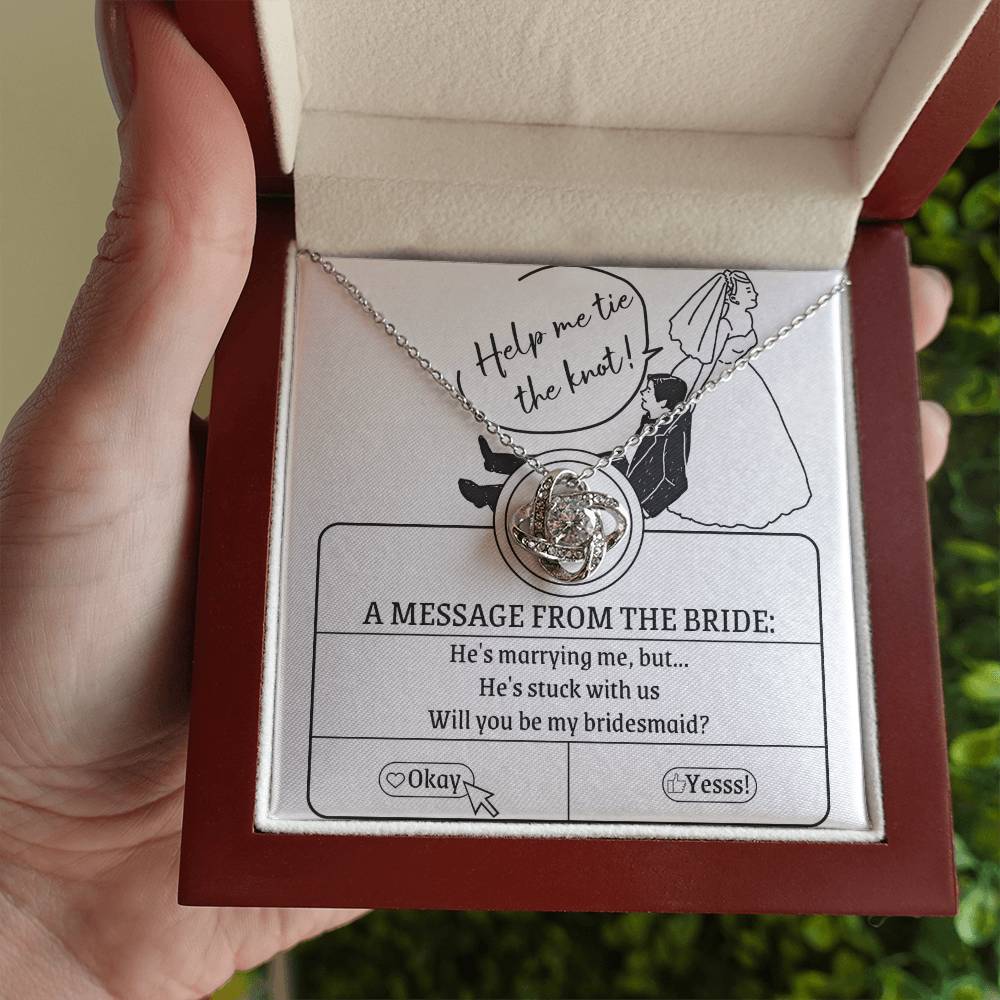 Help me tie
the knot!
A MESSAGE FROM THE BRIDE:
He's marrying me, but...
He's stuck with us
Will you be my bridesmaid?
Okay
Yesss!